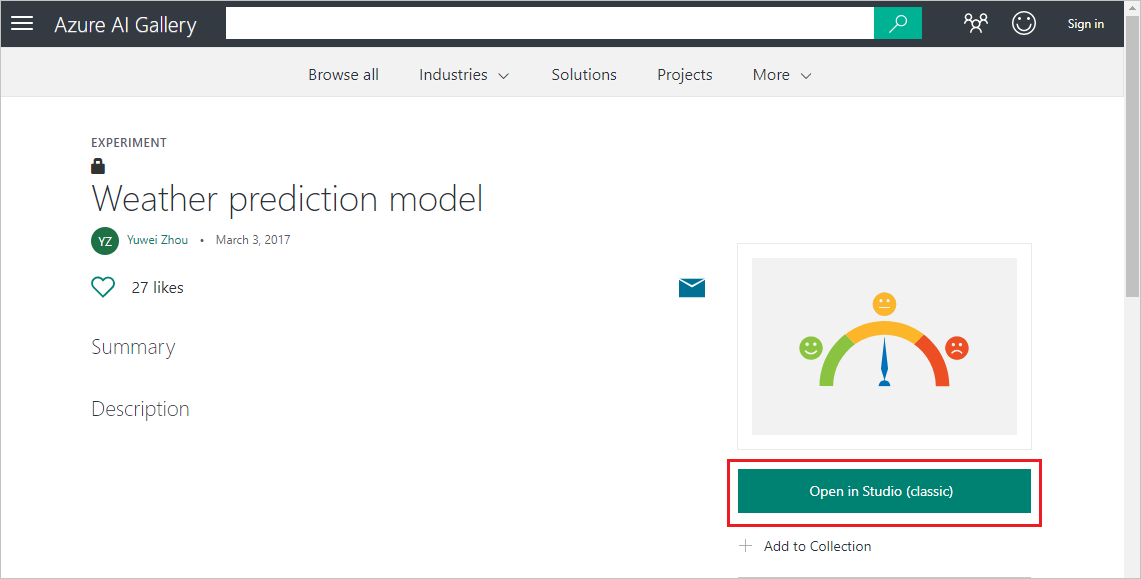 Azure AI Gallery
Sign in
Browse all Industries Solutions Projects More
EXPERIMENT
Weather prediction model
YZ Yuwei Zhou • March 3, 2017
27 likes
Summary
Description
Open in Studio (classic)
Add to Collection